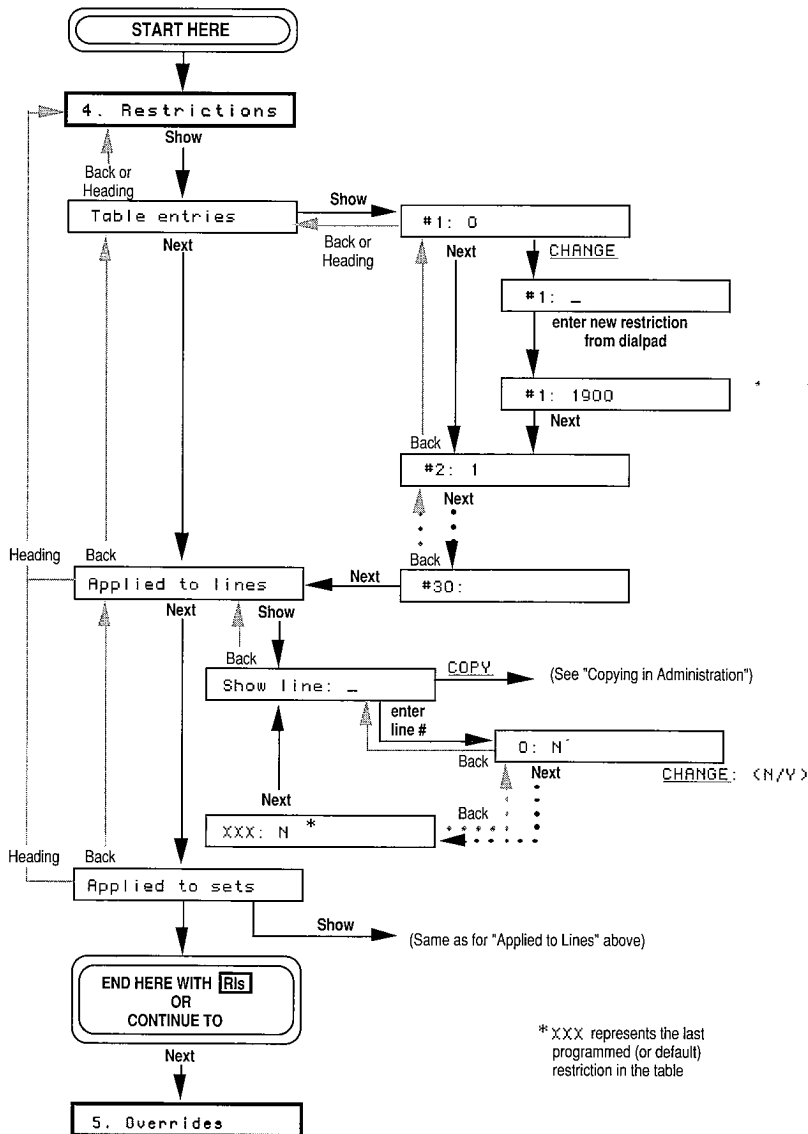 START HERE
4. Restrictions
Show
Back or
Heading
Table entries
Show
Back or
Heading
Next
#1: 0
Next
CHANGE
#1: _
enter new restriction
from dialpad
#1: 1900
Next
Back
#2: 1
Next
Back
#30:
Next
Heading
Back
Applied to lines
Next
Show
Back
Show line: _
COPY
(See "Copying in Administration")
enter
line #
Back
0: N
Next
CHANGE: <N/Y>
Back
Next
XXX: N *
Heading
Back
Applied to sets
Show
(Same as for "Applied to Lines" above)
END HERE WITH Rls
OR
CONTINUE TO
Next
5. Overrides
* XXX represents the last
programmed (or default)
restriction in the table